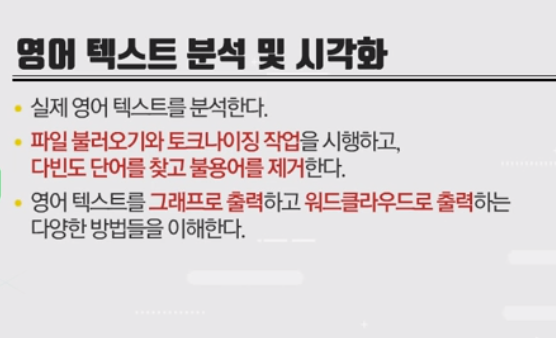 영어 텍스트 분석 및 시각화
• 실제 영어 텍스트를 분석한다.
• 파일 불러오기와 토크나이징 작업을 시행하고,
다빈도 단어를 찾고 불용어를 제거한다.
• 영어 텍스트를 그래프로 출력하고 워드클라우드로 출력하는
다양한 방법들을 이해한다.